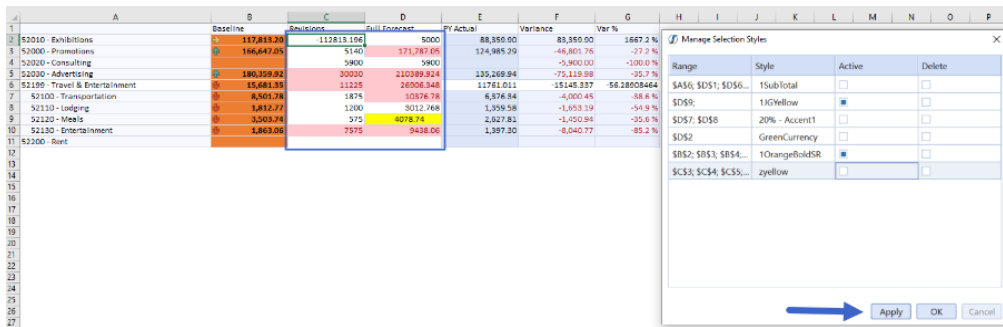 A B C D E F G H I J K L M N O P
1 Baseline Revisions Full Forecast PY Actual Variance Var %
2 52010 - Exhibitions 117,813.20 -112813.196 5000 88,359.90 83,359.90 1667.2 %
3 52000 - Promotions 166,647.05 5140 171,787.05 124,985.29 -46,801.76 -27.2 %
4 52020 - Consulting 5900 5900 -5,900.00 -100.0 %
5 52030 - Advertising 180,359.92 30030 210389.924 135,269.94 -75,119.98 -35.7 %
6 52199 - Travel & Entertainment 15,681.35 11225 26906.348 11761.011 -15145.337 -56.28908464
7 52100 - Transportation 8,501.78 1875 10376.78 6,376.34 -4,000.45 -38.6 %
8 52110 - Lodging 1,812.77 1200 3012.768 1,359.58 -1,653.19 -54.9 %
9 52120 - Meals 3,503.74 575 4078.74 2,627.81 -1,450.94 -35.6 %
10 52130 - Entertainment 1,863.06 7575 9438.06 1,397.30 -8,040.77 -85.2 %
11 52200 - Rent
12
13
14
15
16
17
18
19
20
21
22
23
24
25
26
27
Manage Selection Styles
Range Style Active Delete
$A$6; $D$1; $D$6... 1SubTotal
$D$9; 1JGYellow
$D$7; $D$8 20% - Accent1
$D$2 GreenCurrency
$B$2; $B$3; $B$4;... 1OrangeBoldSR
$C$3; $C$4; $C$5;... zyellow
Apply OK Cancel